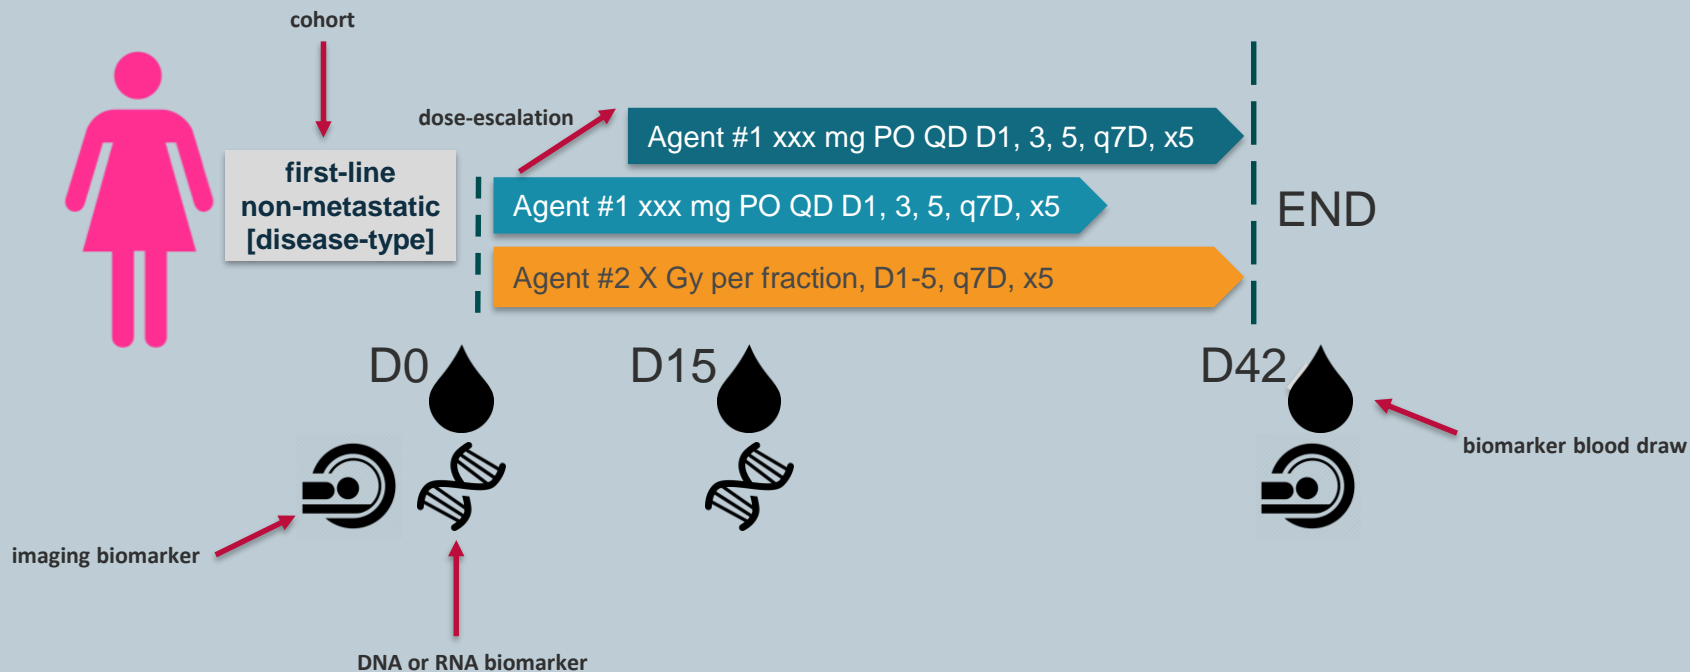 cohort
dose-escalation
Agent #1 xxx mg PO QD D1, 3, 5, q7D, x5
first-line
non-metastatic
[disease-type]
Agent #1 xxx mg PO QD D1, 3, 5, q7D, x5
END
Agent #2 X Gy per fraction, D1-5, q7D, x5
D0
D15
D42
biomarker blood draw
imaging biomarker
DNA or RNA biomarker